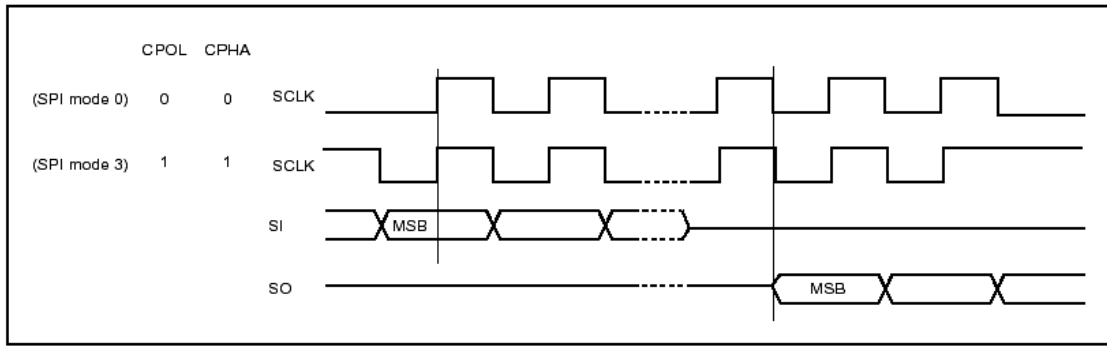 CPOL CPHA
(SPI mode 0) 0 0 SCLK
(SPI mode 3) 1 1 SCLK
SI MSB
SO MSB